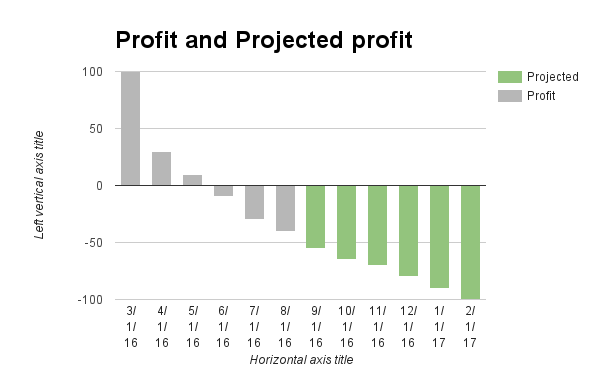 Profit and Projected profit
Projected
Profit
Left vertical axis title
100
50
0
-50
-100
3/ 4/ 5/ 6/ 7/ 8/ 9/ 10/ 11/ 12/ 1/ 2/
1/ 1/ 1/ 1/ 1/ 1/ 1/ 1/ 1/ 1/ 1/ 1/
16 16 16 16 16 16 16 16 16 16 17 17
Horizontal axis title